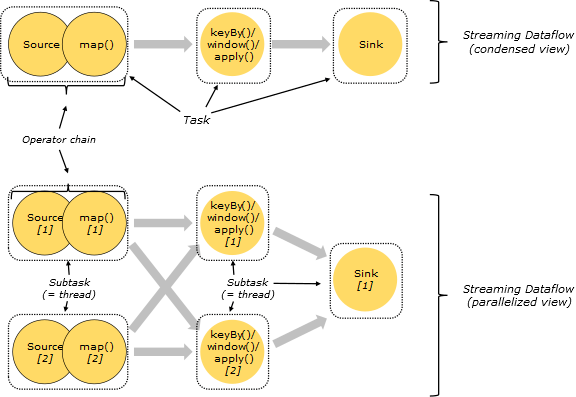 Source
map()
keyBy()/
window()/
apply()
Sink
Streaming Dataflow
(condensed view)
Task
Operator chain
Source
[1]
map()
[1]
keyBy()/
window()/
apply()
[1]
Subtask
(= thread)
Subtask
(= thread)
Sink
[1]
Streaming Dataflow
(parallelized view)
Source
[2]
map()
[2]
keyBy()/
window()/
apply()
[2]